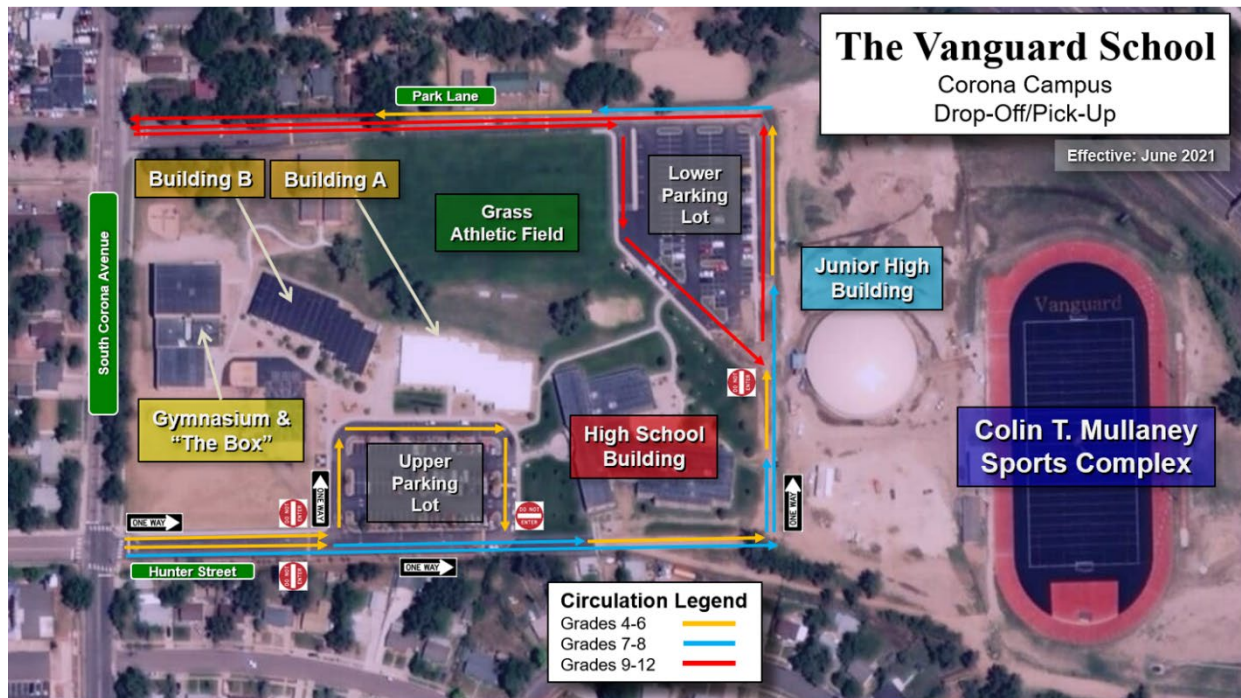 The Vanguard School
Corona Campus
Drop-Off/Pick-Up
Effective: June 2021
Park Lane
Building B
Building A
Lower
Parking
Lot
Grass
Athletic Field
South Corona Avenue
Junior High
Building
Vanguard
Gymnasium &
“The Box”
DO NOT
ENTER
High School
Building
Colin T. Mullaney
Sports Complex
Upper
Parking
Lot
ONE WAY
DO NOT
ENTER
DO NOT
ENTER
ONE WAY
ONE WAY
Hunter Street
DO NOT
ENTER
ONE WAY
Circulation Legend
Grades 4-6
Grades 7-8
Grades 9-12